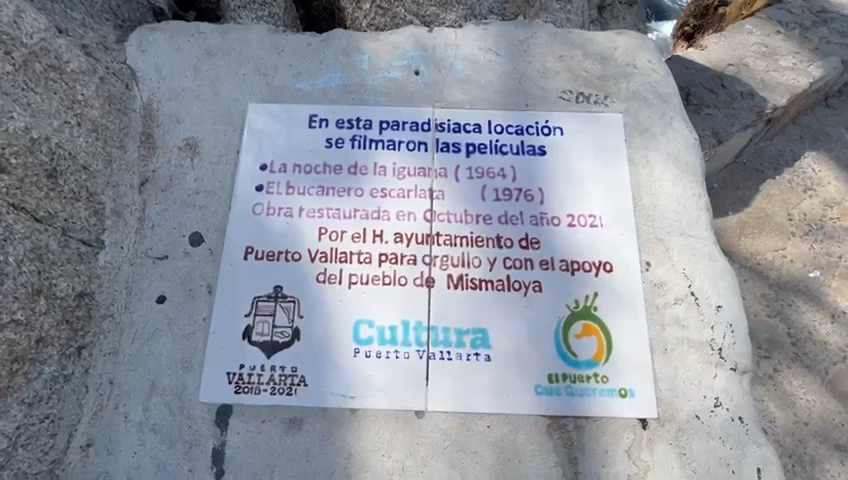 En esta paradisiaca locación
se filmaron las películas
•La noche de la iguana (1964)
•El bucanero escarlata (1976)
Obra restaurada en Octubre del año 2021
Por el H. ayuntamiento de
Puerto Vallarta para orgullo y con el apoyo
del pueblo de Mismaloya
PUERTO
VALLARTA
2018-2021
Cultura
Puerto Vallarta
El Puerto
Que Queremos